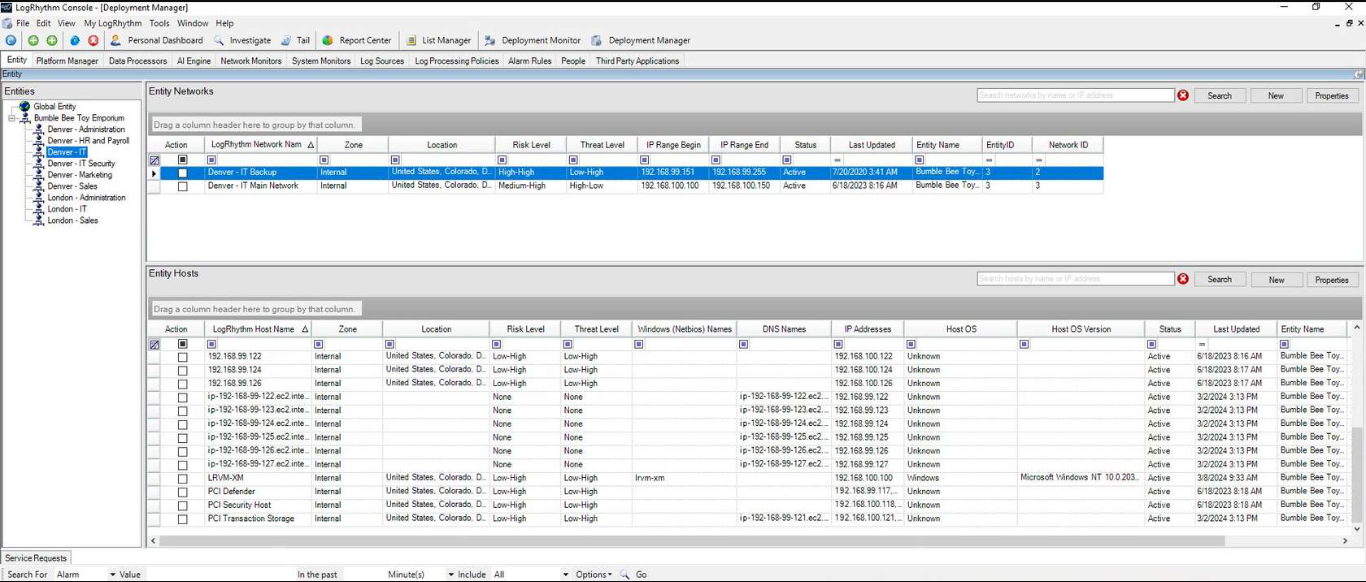 LogRhythm Console - [Deployment Manager]
File Edit View My LogRhythm Tools Window Help
Personal Dashboard Investigate Tail Report Center List Manager Deployment Monitor Deployment Manager
Entity Platform Manager Data Processors AI Engine Network Monitors System Monitors Log Sources Log Processing Policies Alarm Rules People Third Party Applications
Entity
Entities
Global Entity
Bumble Bee Toy Emporium
Denver - Administration
Denver - HR and Payroll
Denver - IT
Denver - IT Security
Denver - Marketing
Denver - Sales
London - Administration
London - IT
London - Sales
Entity Networks
Search networks by name or IP address Search New Properties
Drag a column header here to group by that column.
Action LogRhythm Network Nam Zone Location Risk Level Threat Level IP Range Begin IP Range End Status Last Updated Entity Name EntityID Network ID
= = =
Denver - IT Backup Internal United States, Colorado, D... High-High Low-High 192.168.99.151 192.168.99.255 Active 7/20/2020 3:41 AM Bumble Bee Toy... 3 2
Denver - IT Main Network Internal United States, Colorado, D... Medium-High High-Low 192.168.100.100 192.168.100.150 Active 6/18/2023 8:16 AM Bumble Bee Toy... 3 3
Entity Hosts
Search hosts by name or IP address Search New Properties
Drag a column header here to group by that column.
Action LogRhythm Host Name Zone Location Risk Level Threat Level Windows (Netbios) Names DNS Names IP Addresses Host OS Host OS Version Status Last Updated Entity Name
=
192.168.99.122 Internal United States, Colorado, D... Low-High Low-High 192.168.100.122 Unknown Active 6/18/2023 8:16 AM Bumble Bee Toy...
192.168.99.124 Internal United States, Colorado, D... Low-High Low-High 192.168.100.124 Unknown Active 6/18/2023 8:17 AM Bumble Bee Toy...
192.168.99.126 Internal United States, Colorado, D... Low-High Low-High 192.168.100.126 Unknown Active 6/18/2023 8:17 AM Bumble Bee Toy...
ip-192-168-99-122.ec2.inte... Internal None None ip-192-168-99-122.ec2.... 192.168.99.122 Unknown Active 3/2/2024 3:13 PM Bumble Bee Toy...
ip-192-168-99-123.ec2.inte... Internal None None ip-192-168-99-123.ec2.... 192.168.99.123 Unknown Active 3/2/2024 3:13 PM Bumble Bee Toy...
ip-192-168-99-124.ec2.inte... Internal None None ip-192-168-99-124.ec2.... 192.168.99.124 Unknown Active 3/2/2024 3:13 PM Bumble Bee Toy...
ip-192-168-99-125.ec2.inte... Internal None None ip-192-168-99-125.ec2.... 192.168.99.125 Unknown Active 3/2/2024 3:13 PM Bumble Bee Toy...
ip-192-168-99-126.ec2.inte... Internal None None ip-192-168-99-126.ec2.... 192.168.99.126 Unknown Active 3/2/2024 3:13 PM Bumble Bee Toy...
ip-192-168-99-127.ec2.inte... Internal None None ip-192-168-99-127.ec2.... 192.168.99.127 Unknown Active 3/2/2024 3:13 PM Bumble Bee Toy...
LRVM-XM Internal United States, Colorado, D... Low-High Low-High lrvm-xm 192.168.100.100 Windows Microsoft Windows NT 10.0.203... Active 3/8/2024 9:33 AM Bumble Bee Toy...
PCI Defender Internal United States, Colorado, D... Low-High Low-High 192.168.99.117,... Unknown Active 6/18/2023 8:18 AM Bumble Bee Toy...
PCI Security Host Internal United States, Colorado, D... Low-High Low-High 192.168.100.118,... Unknown Active 6/18/2023 8:18 AM Bumble Bee Toy...
PCI Transaction Storage Internal United States, Colorado, D... Low-High Low-High ip-192-168-99-121.ec2.... 192.168.100.121,... Unknown Active 3/2/2024 3:13 PM Bumble Bee Toy...
Service Requests
Search For Alarm Value In the past Minute(s) Include All Options Go